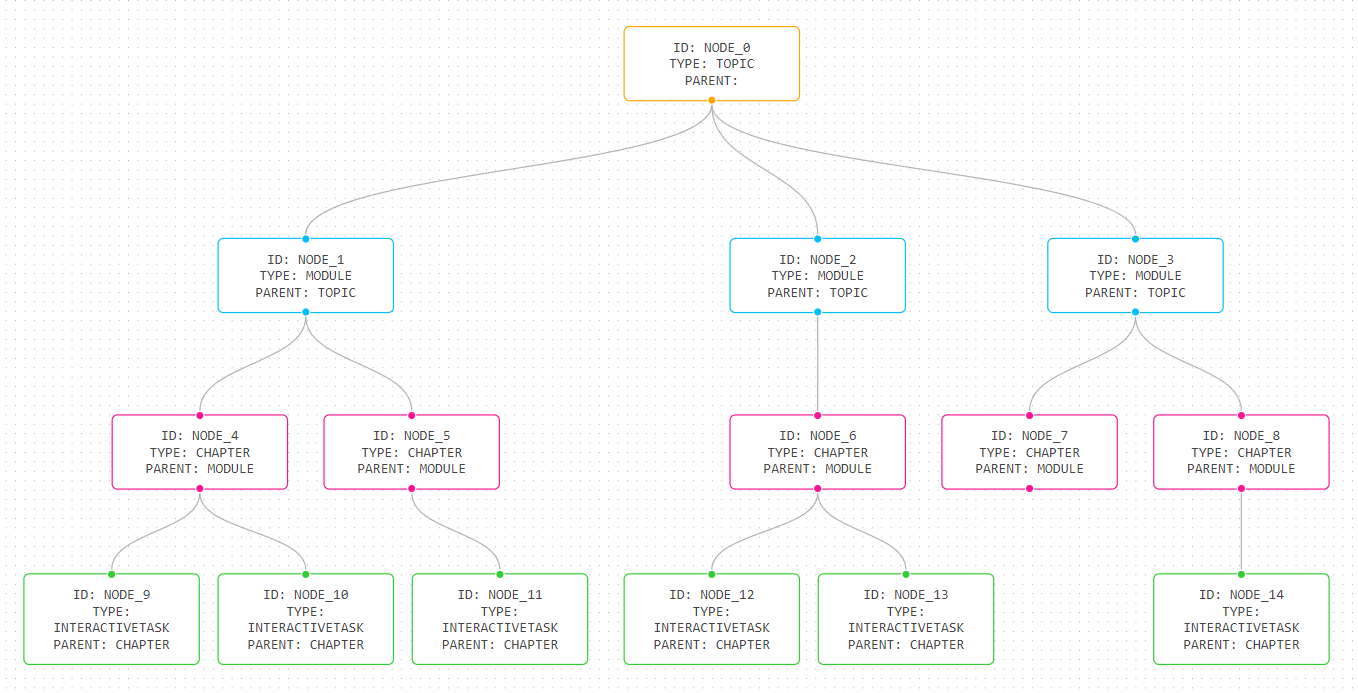 ID: NODE_0
TYPE: TOPIC
PARENT:
ID: NODE_1
TYPE: MODULE
PARENT: TOPIC
ID: NODE_2
TYPE: MODULE
PARENT: TOPIC
ID: NODE_3
TYPE: MODULE
PARENT: TOPIC
ID: NODE_4
TYPE: CHAPTER
PARENT: MODULE
ID: NODE_5
TYPE: CHAPTER
PARENT: MODULE
ID: NODE_6
TYPE: CHAPTER
PARENT: MODULE
ID: NODE_7
TYPE: CHAPTER
PARENT: MODULE
ID: NODE_8
TYPE: CHAPTER
PARENT: MODULE
ID: NODE_9
TYPE:
INTERACTIVETASK
PARENT: CHAPTER
ID: NODE_10
TYPE:
INTERACTIVETASK
PARENT: CHAPTER
ID: NODE_11
TYPE:
INTERACTIVETASK
PARENT: CHAPTER
ID: NODE_12
TYPE:
INTERACTIVETASK
PARENT: CHAPTER
ID: NODE_13
TYPE:
INTERACTIVETASK
PARENT: CHAPTER
ID: NODE_14
TYPE:
INTERACTIVETASK
PARENT: CHAPTER